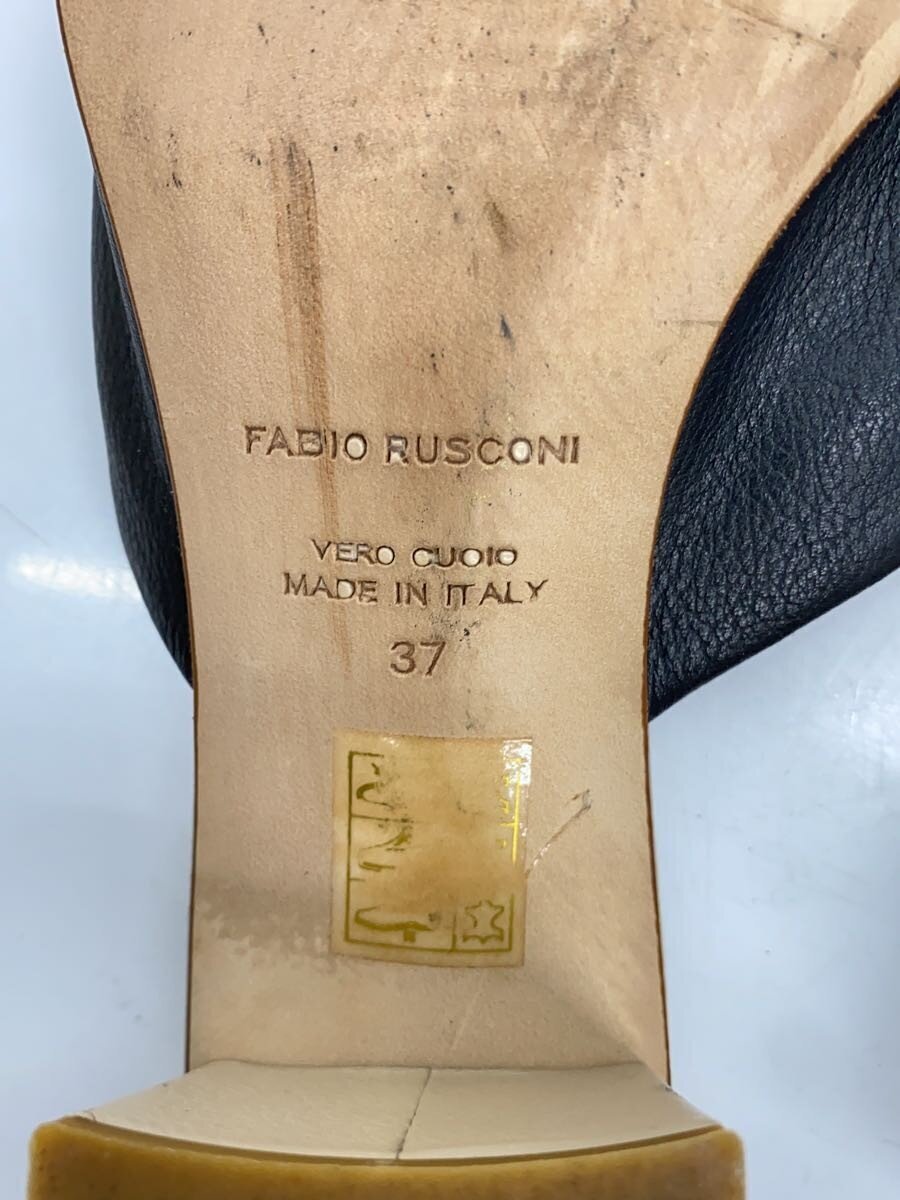 FABIO RUSCONI
VERO CUOIO
MADE IN ITALY
37